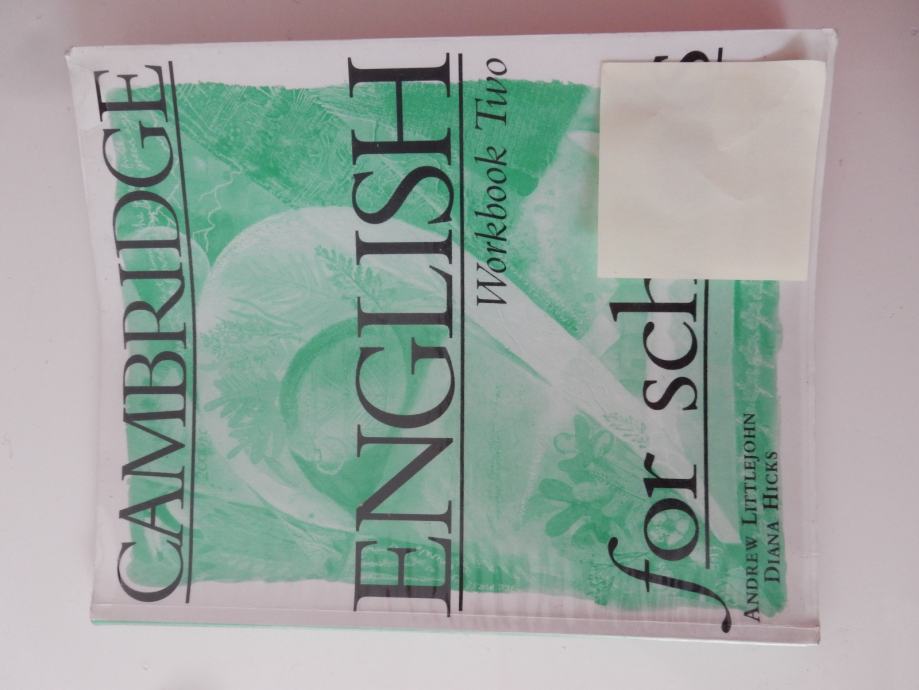 CAMBRIDGE
ENGLISH
Workbook Two
for sch s
ANDREW LITTLEJOHN
DIANA HICKS